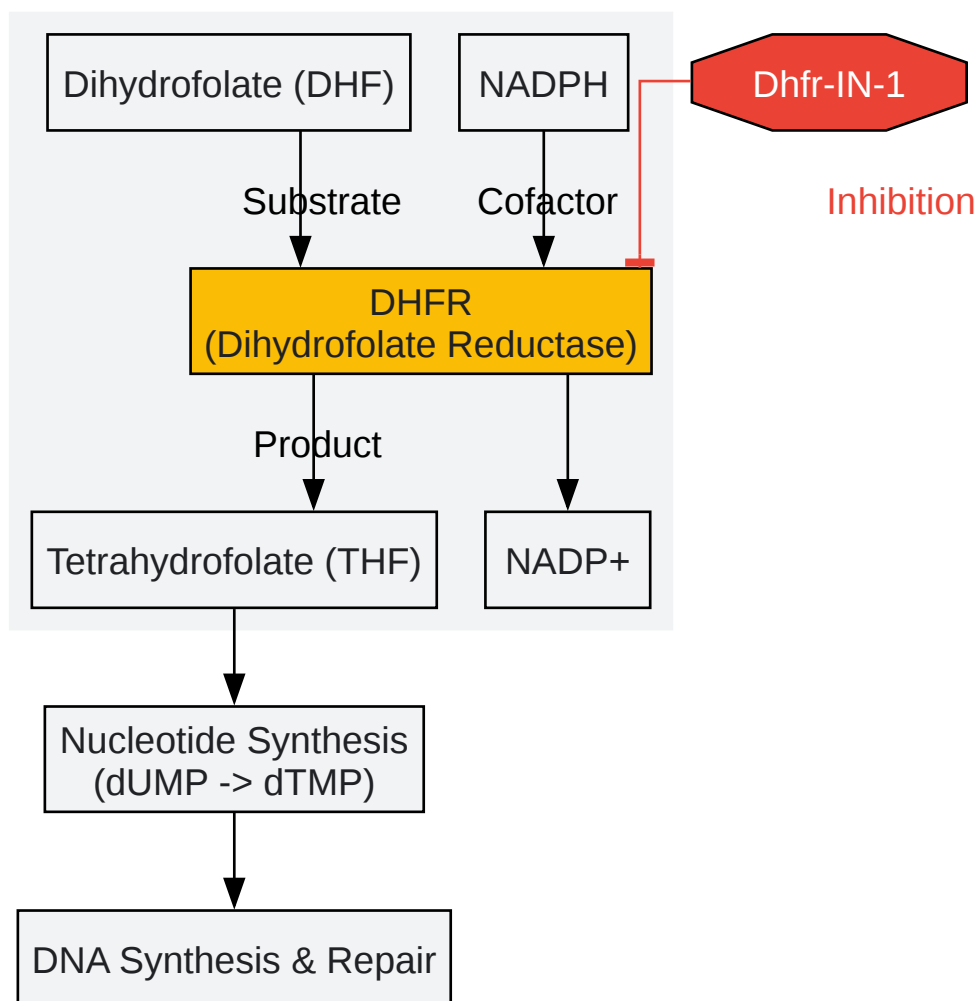 Dihydrofolate (DHF)
NADPH
Dhfr-IN-1
Substrate
Cofactor
Inhibition
DHFR
(Dihydrofolate Reductase)
Product
Tetrahydrofolate (THF)
NADP+
Nucleotide Synthesis
(dUMP -> dTMP)
DNA Synthesis & Repair